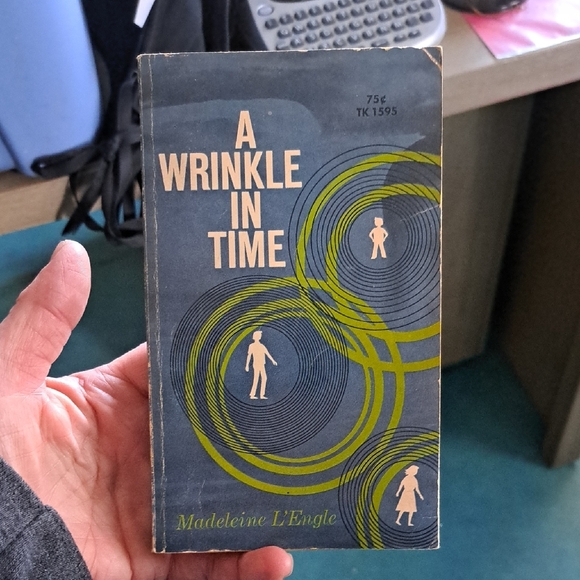 75¢
TK 1595
A
WRINKLE
IN
TIME
Madeleine L'Engle